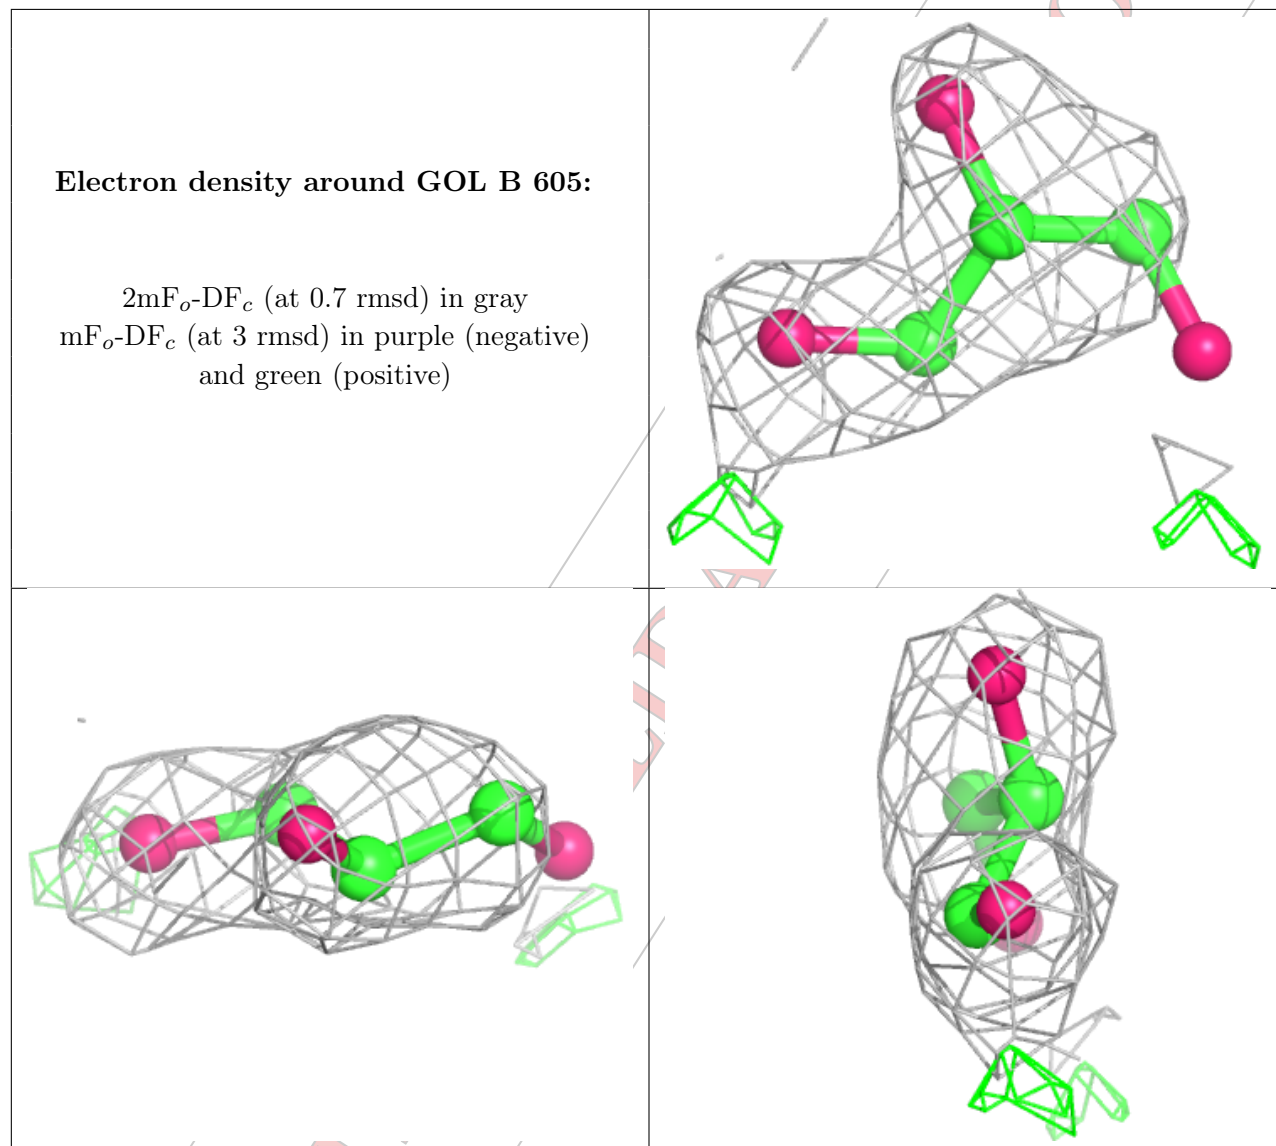 Electron density around GOL B 605:
2mFo-DFc (at 0.7 rmsd) in gray
mFo-DFc (at 3 rmsd) in purple (negative)
and green (positive)